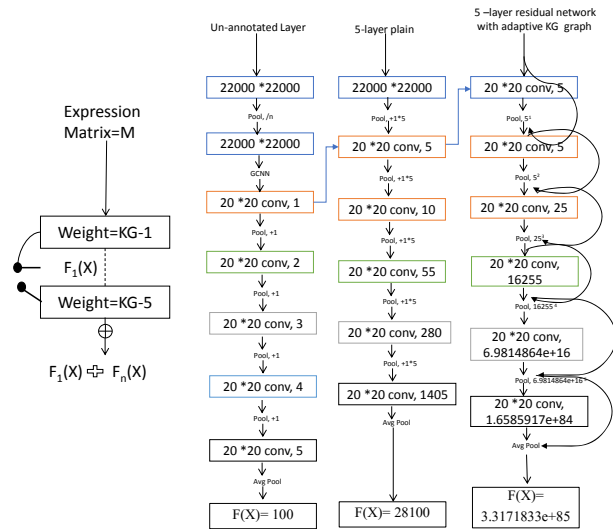 Expression
Matrix=M
Weight=KG-1
F₁(X)
Weight=KG-5
F₁(X) ✚ Fₙ(X)
Un-annotated Layer
22000 *22000
Pool, /n
22000 *22000
GCNN
20 *20 conv, 1
Pool, +1
20 *20 conv, 2
Pool, +1
20 *20 conv, 3
Pool, +1
20 *20 conv, 4
Pool, +1
20 *20 conv, 5
Avg Pool
F(X)= 100
5-layer plain
22000 *22000
Pool, +1*5
20 *20 conv, 5
Pool, +1*5
20 *20 conv, 10
Pool, +1*5
20 *20 conv, 55
Pool, +1*5
20 *20 conv, 280
Pool, +1*5
20 *20 conv, 1405
Avg Pool
F(X)= 28100
5 –layer residual network
with adaptive KG graph
20 *20 conv, 5
Pool, 5¹
20 *20 conv, 5
Pool, 5²
20 *20 conv, 25
Pool, 25³
20 *20 conv,
16255
Pool, 16255⁴
20 *20 conv,
6.9814864e+16
Pool, 6.9814864e+16
20 *20 conv,
1.6585917e+84
Avg Pool
F(X)=
3.3171833e+85